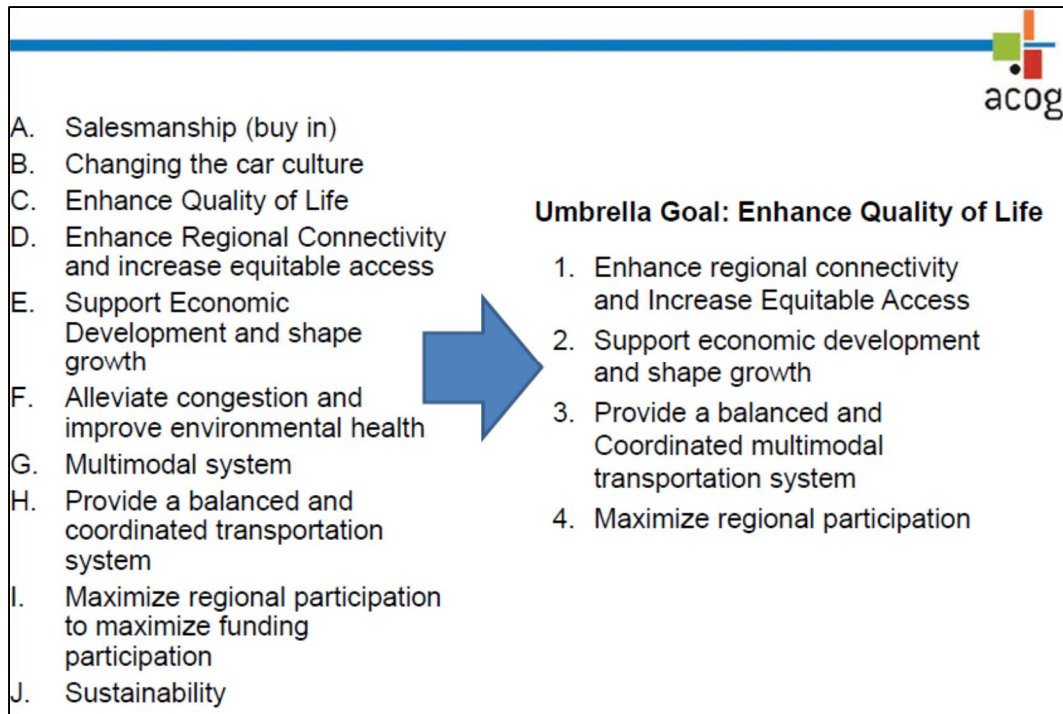 acog
A. Salesmanship (buy in)
B. Changing the car culture
C. Enhance Quality of Life
D. Enhance Regional Connectivity
and increase equitable access
E. Support Economic
Development and shape
growth
F. Alleviate congestion and
improve environmental health
G. Multimodal system
H. Provide a balanced and
coordinated transportation
system
I. Maximize regional participation
to maximize funding
participation
J. Sustainability
Umbrella Goal: Enhance Quality of Life
1. Enhance regional connectivity
and Increase Equitable Access
2. Support economic development
and shape growth
3. Provide a balanced and
Coordinated multimodal
transportation system
4. Maximize regional participation